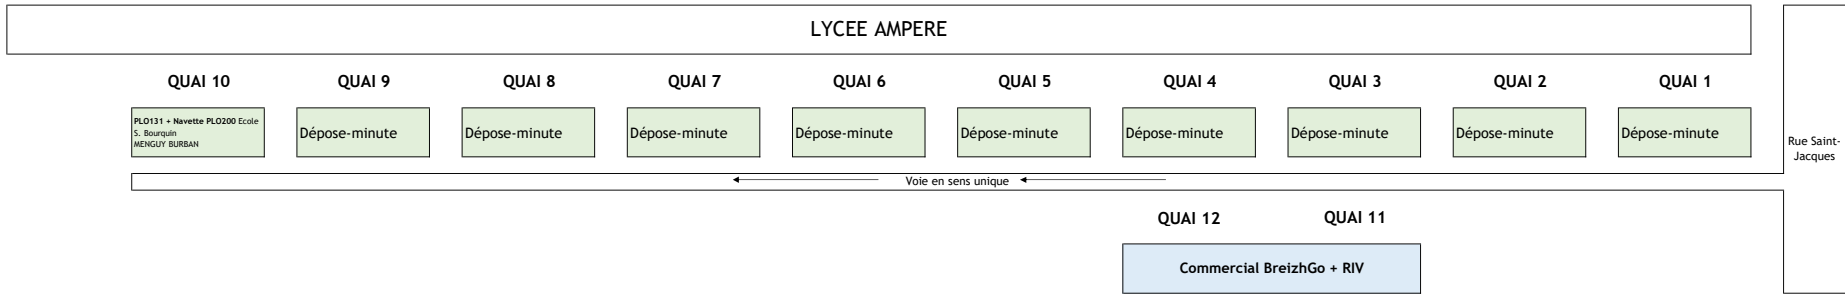 LYCEE AMPERE
QUAI 10
QUAI 9
QUAI 8
QUAI 7
QUAI 6
QUAI 5
QUAI 4
QUAI 3
QUAI 2
QUAI 1
PLO131 + Navette PLO200 Ecole
S. Bourquin
MENGUY BURBAN
Dépose-minute
Dépose-minute
Dépose-minute
Dépose-minute
Dépose-minute
Dépose-minute
Dépose-minute
Dépose-minute
Dépose-minute
Rue Saint-
Jacques
Voie en sens unique
QUAI 12
QUAI 11
Commercial BreizhGo + RIV